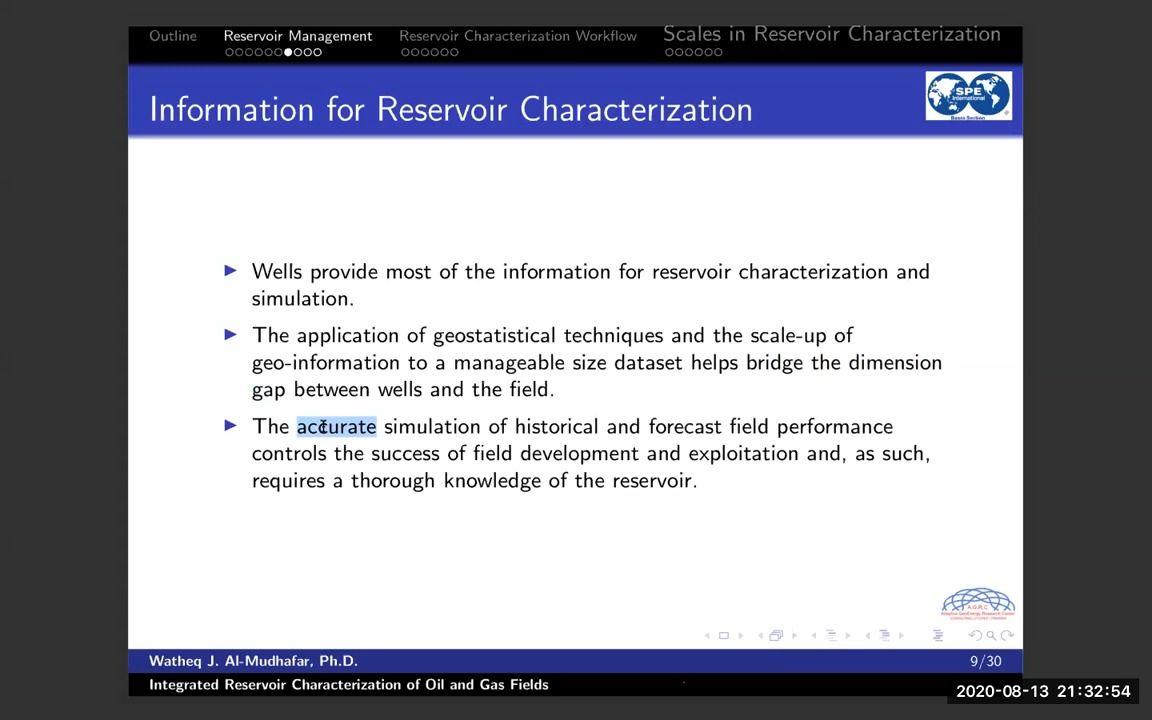 Outline Reservoir Management Reservoir Characterization Workflow Scales in Reservoir Characterization
Information for Reservoir Characterization
SPE
International
Basra Section
Wells provide most of the information for reservoir characterization and
simulation.
The application of geostatistical techniques and the scale-up of
geo-information to a manageable size dataset helps bridge the dimension
gap between wells and the field.
The accurate simulation of historical and forecast field performance
controls the success of field development and exploitation and, as such,
requires a thorough knowledge of the reservoir.
A.G.R.C
Watheq J. Al-Mudhafar, Ph.D. 9/30
Integrated Reservoir Characterization of Oil and Gas Fields
2020-08-13 21:32:54